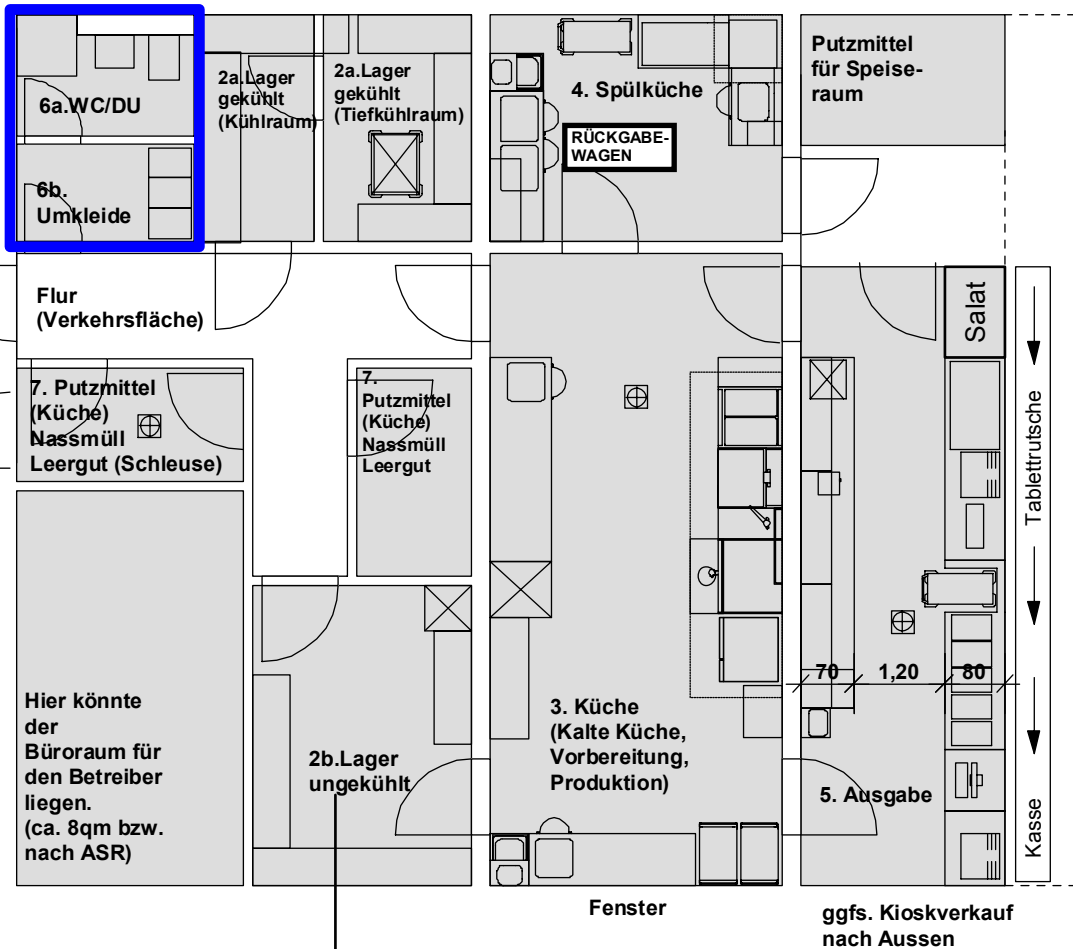 6a.WC/DU
6b.
Umkleide
2a.Lager
gekühlt
(Kühlraum)
2a.Lager
gekühlt
(Tiefkühlraum)
4. Spülküche
RÜCKGABE-
WAGEN
Putzmittel
für Speise-
raum
Flur
(Verkehrsfläche)
Salat
Tablettrutsche
Kasse
7. Putzmittel
(Küche)
Nassmüll
Leergut (Schleuse)
7.
Putzmittel
(Küche)
Nassmüll
Leergut
Hier könnte
der
Büroraum für
den Betreiber
liegen.
(ca. 8qm bzw.
nach ASR)
2b.Lager
ungekühlt
3. Küche
(Kalte Küche,
Vorbereitung,
Produktion)
70 1,20 80
5. Ausgabe
Fenster
ggfs. Kioskverkauf
nach Aussen